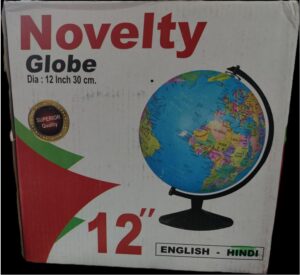 Novelty
Globe
Dia : 12 Inch 30 cm.
SUPERIOR
Quality
12"
ENGLISH - HINDI